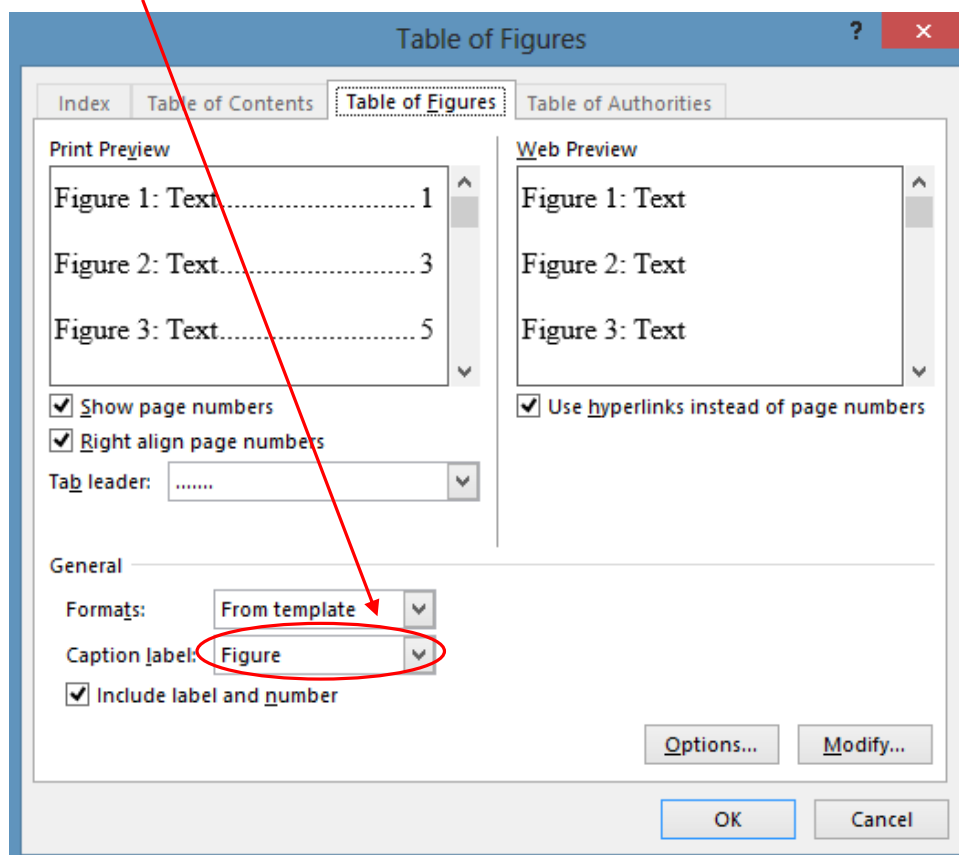 Table of Figures
? ×
Index Table of Contents Table of Figures Table of Authorities
Print Preview
Figure 1: Text.............................. 1
Figure 2: Text.............................. 3
Figure 3: Text.............................. 5
Web Preview
Figure 1: Text
Figure 2: Text
Figure 3: Text
Show page numbers
Right align page numbers
Tab leader: .......
Use hyperlinks instead of page numbers
General
Formats: From template
Caption label: Figure
Include label and number
Options... Modify...
OK Cancel